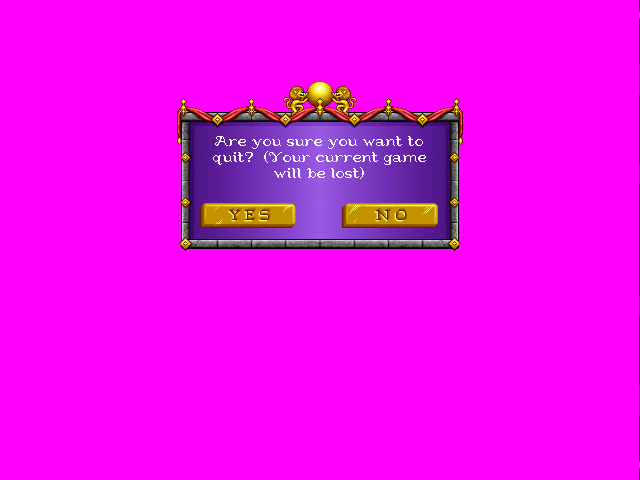 Are you sure you want to
quit? (Your current game
will be lost)
YES
NO